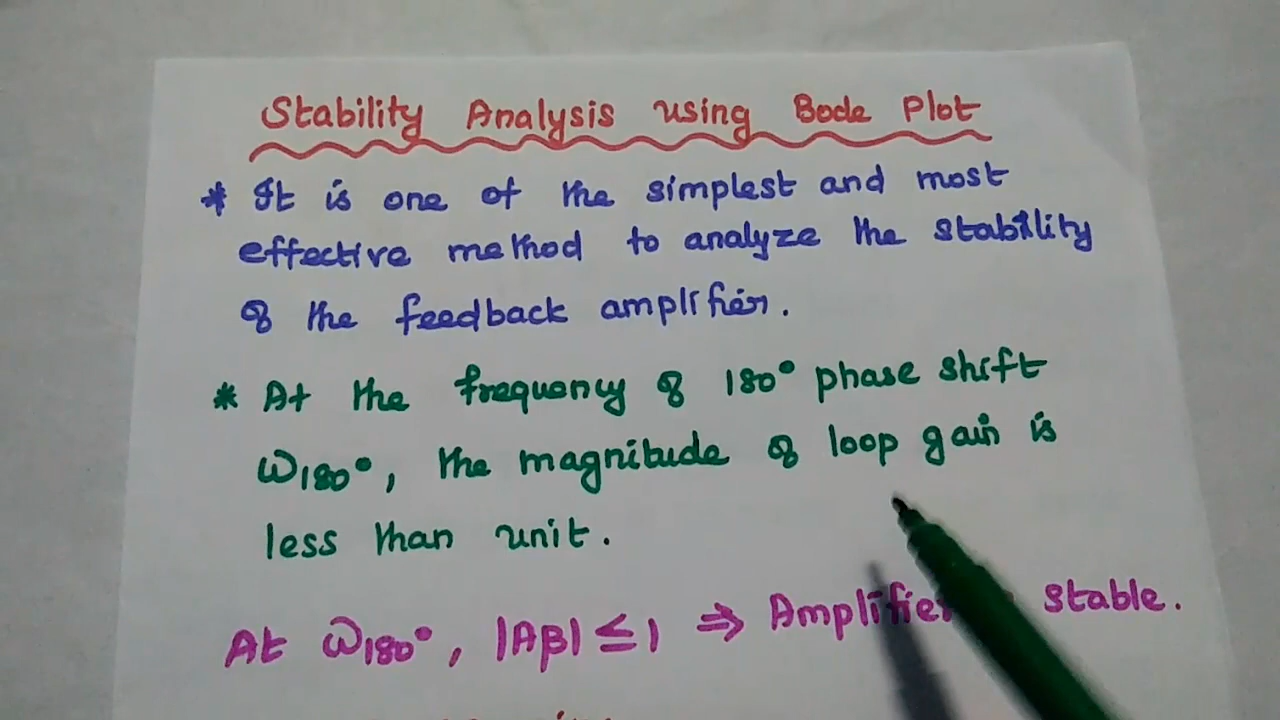 Stability Analysis using Bode Plot
* It is one of the simplest and most
effective method to analyze the stability
of the feedback amplifier.
* At the frequency of 180° phase shift
ω180°, the magnitude of loop gain is
less than unit.
At ω180°, |Aβ| ≤ 1 ⇒ Amplifier stable.